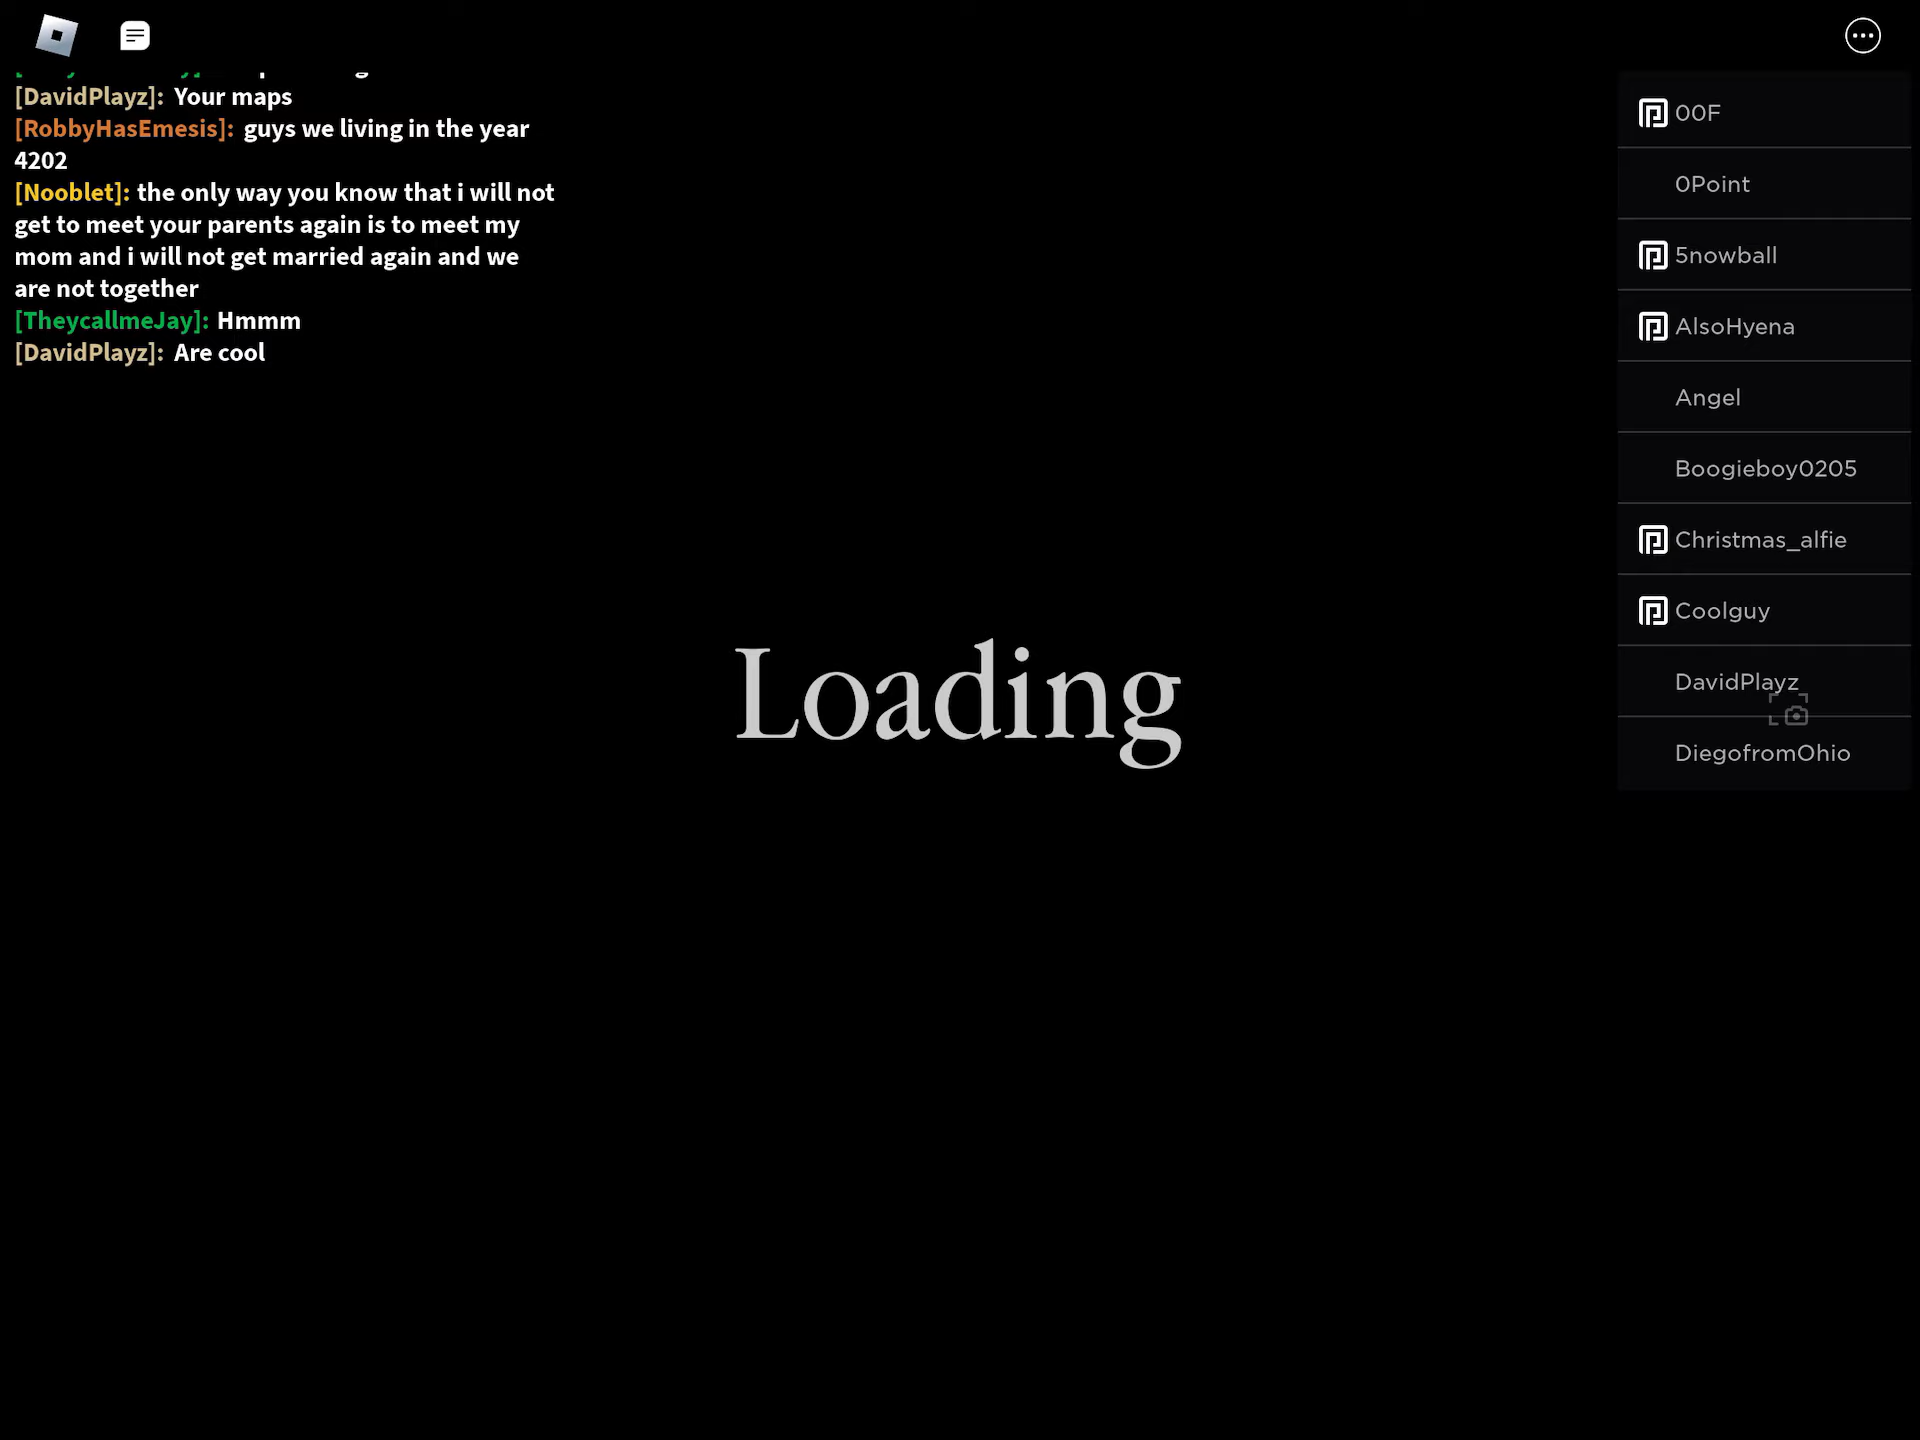 [DavidPlayz]: Your maps
[RobbyHasEmesis]: guys we living in the year
4202
[Nooblet]: the only way you know that i will not
get to meet your parents again is to meet my
mom and i will not get married again and we
are not together
[TheycallmeJay]: Hmmm
[DavidPlayz]: Are cool
Loading
00F
0Point
5nowball
AlsoHyena
Angel
Boogieboy0205
Christmas_alfie
Coolguy
DavidPlayz
DiegofromOhio